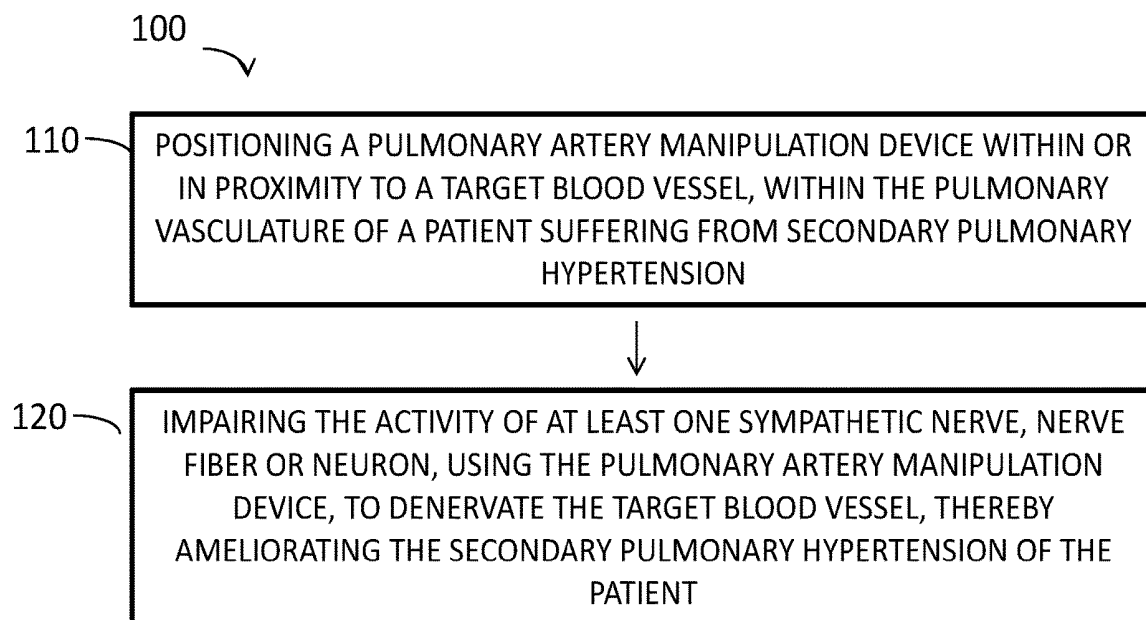 100
110
POSITIONING A PULMONARY ARTERY MANIPULATION DEVICE WITHIN OR
IN PROXIMITY TO A TARGET BLOOD VESSEL, WITHIN THE PULMONARY
VASCULATURE OF A PATIENT SUFFERING FROM SECONDARY PULMONARY
HYPERTENSION
120
IMPAIRING THE ACTIVITY OF AT LEAST ONE SYMPATHETIC NERVE, NERVE
FIBER OR NEURON, USING THE PULMONARY ARTERY MANIPULATION
DEVICE, TO DENERVATE THE TARGET BLOOD VESSEL, THEREBY
AMELIORATING THE SECONDARY PULMONARY HYPERTENSION OF THE
PATIENT